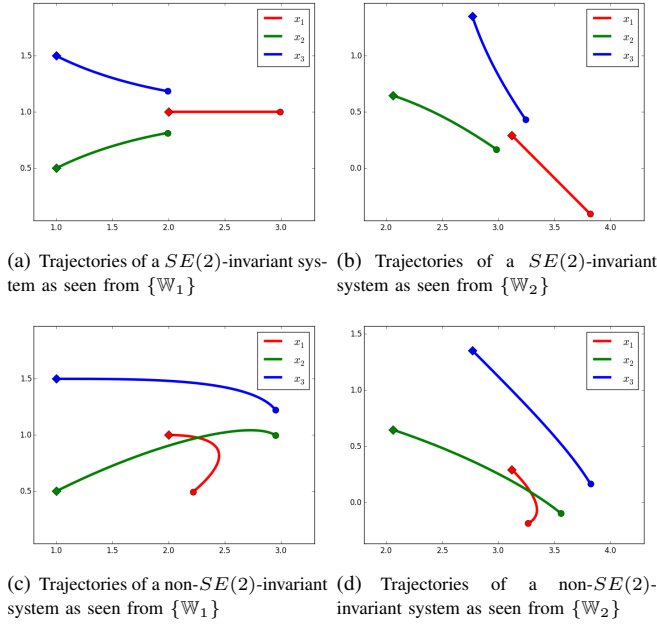 x1
x2
x3
1.5
1.0
0.5
1.0 1.5 2.0 2.5 3.0
x1
x2
x3
1.5
1.0
0.5
0.0
2.0 2.5 3.0 3.5 4.0
(a) Trajectories of a SE(2)-invariant sys-
tem as seen from {𝕎1}
(b) Trajectories of a SE(2)-invariant
system as seen from {𝕎2}
x1
x2
x3
1.5
1.0
0.5
1.0 1.5 2.0 2.5 3.0
x1
x2
x3
1.5
1.0
0.5
0.0
2.0 2.5 3.0 3.5 4.0
(c) Trajectories of a non-SE(2)-invariant
system as seen from {𝕎1}
(d) Trajectories of a non-SE(2)-
invariant system as seen from {𝕎2}